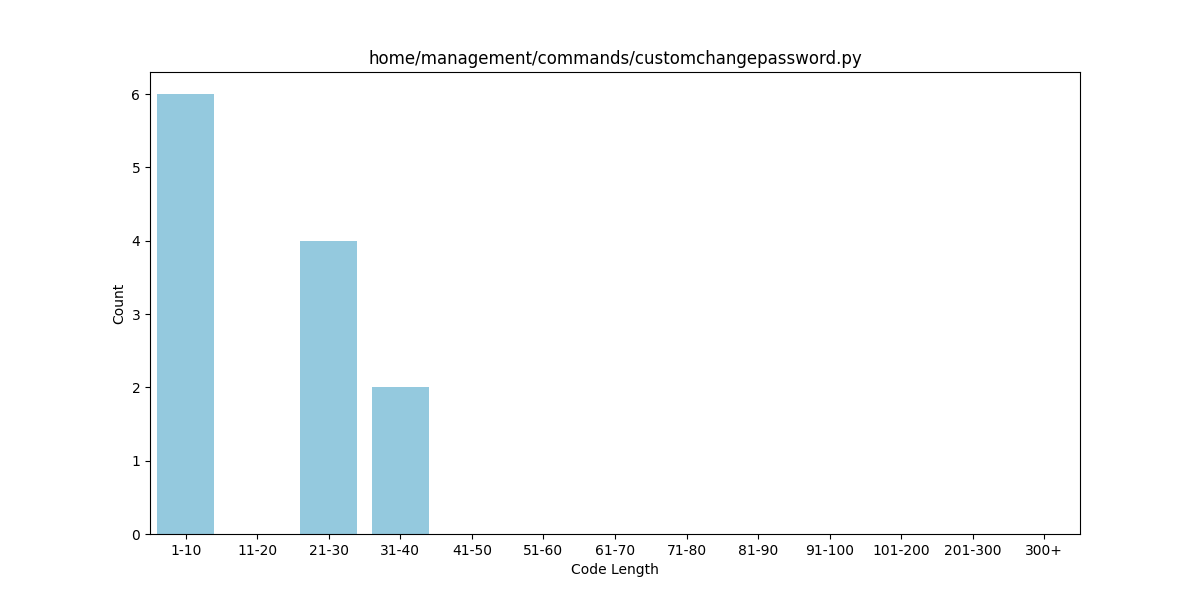 home/management/commands/customchangepassword.py
6
5
4
3
2
1
0
Count
1-10 11-20 21-30 31-40 41-50 51-60 61-70 71-80 81-90 91-100 101-200 201-300 300+
Code Length